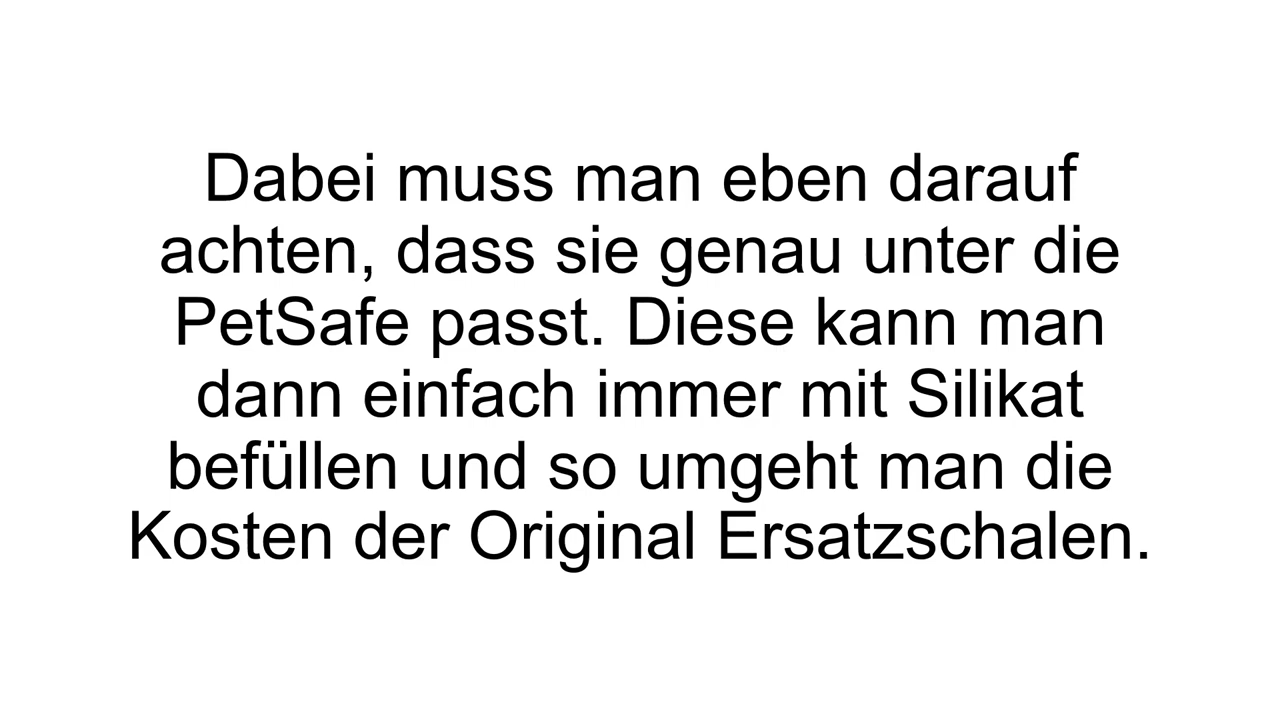 Dabei muss man eben darauf
achten, dass sie genau unter die
PetSafe passt. Diese kann man
dann einfach immer mit Silikat
befüllen und so umgeht man die
Kosten der Original Ersatzschalen.